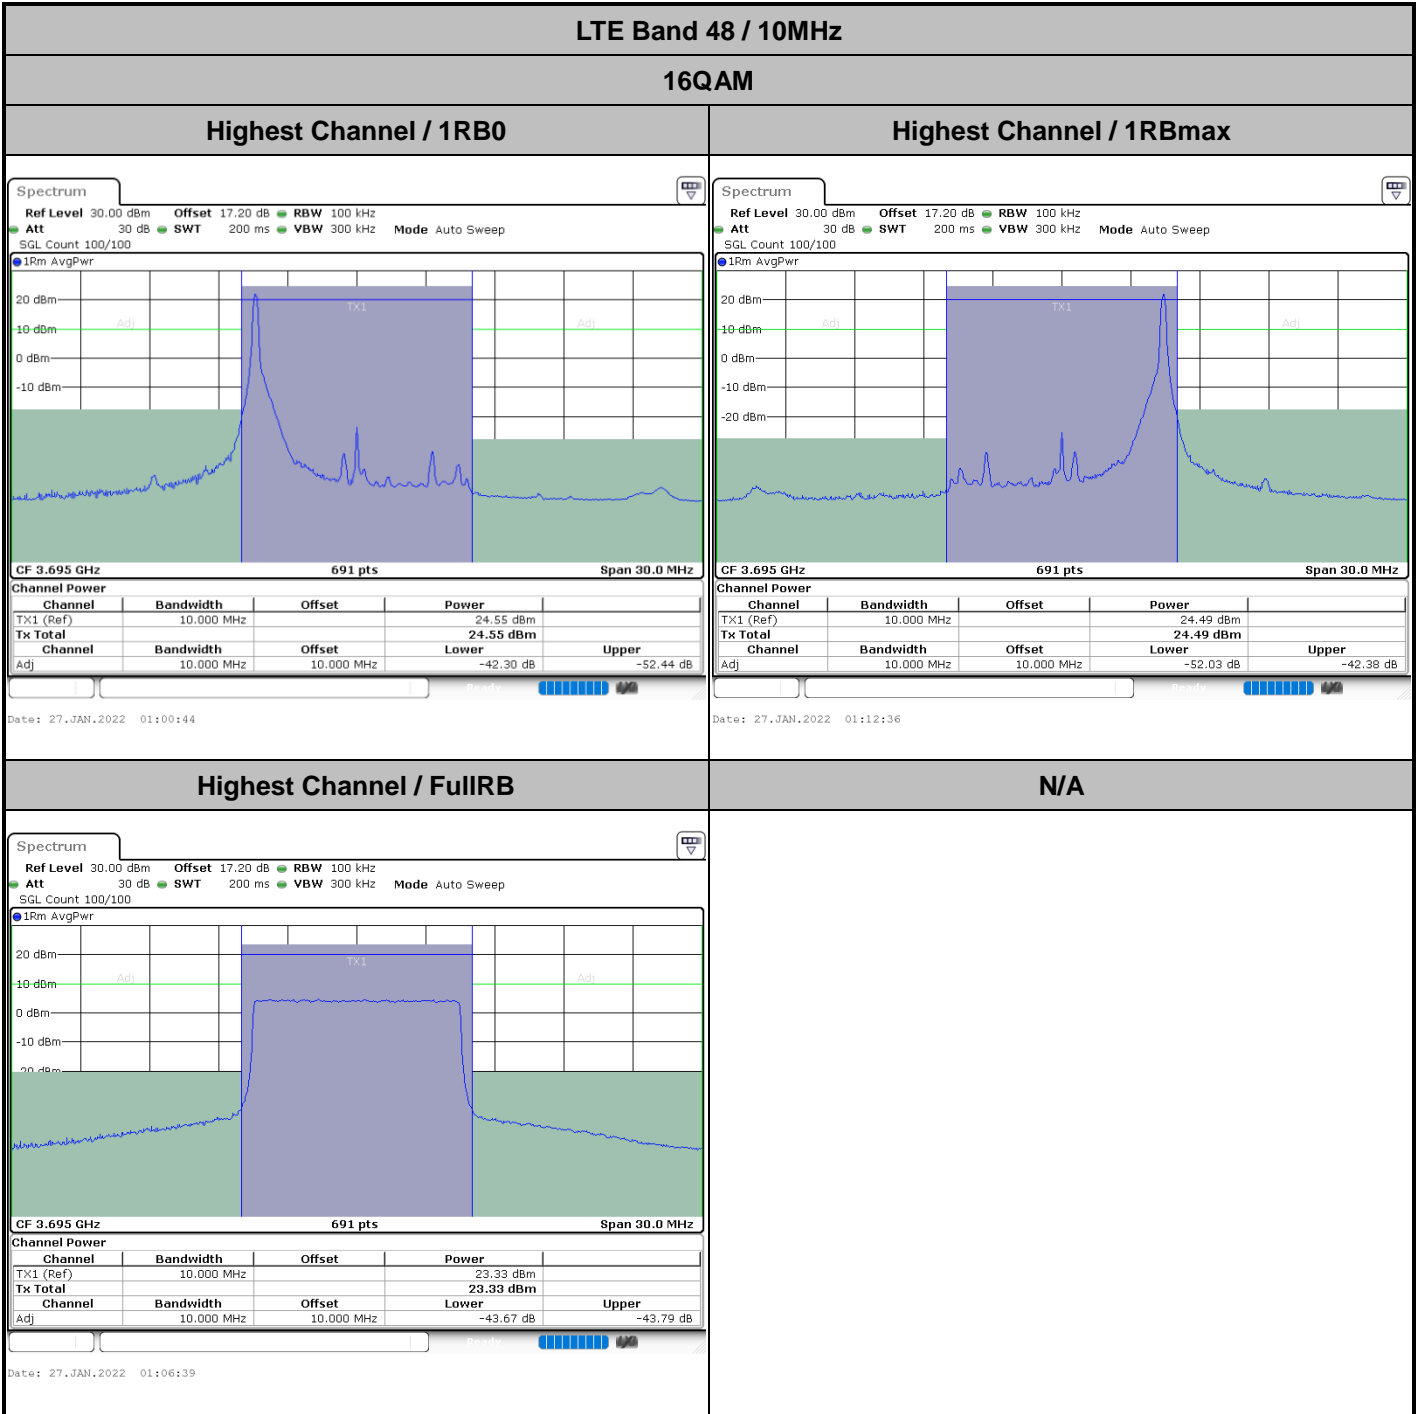 LTE Band 48 / 10MHz
16QAM
Highest Channel / 1RB0
Highest Channel / 1RBmax
Spectrum
Ref Level 30.00 dBm Offset 17.20 dB RBW 100 kHz
Att 30 dB SWT 200 ms VBW 300 kHz Mode Auto Sweep
SGL Count 100/100
1Rm AvgPwr
TX1
Adj
Adj
20 dBm
10 dBm
0 dBm
-10 dBm
CF 3.695 GHz 691 pts Span 30.0 MHz
Channel Power
Channel Bandwidth Offset Power
TX1 (Ref) 10.000 MHz 24.55 dBm
Tx Total 24.55 dBm
Channel Bandwidth Offset Lower Upper
Adj 10.000 MHz 10.000 MHz -42.30 dB -52.44 dB
Ready
Date: 27.JAN.2022 01:00:44
Spectrum
Ref Level 30.00 dBm Offset 17.20 dB RBW 100 kHz
Att 30 dB SWT 200 ms VBW 300 kHz Mode Auto Sweep
SGL Count 100/100
1Rm AvgPwr
TX1
Adj
Adj
20 dBm
10 dBm
0 dBm
-10 dBm
-20 dBm
CF 3.695 GHz 691 pts Span 30.0 MHz
Channel Power
Channel Bandwidth Offset Power
TX1 (Ref) 10.000 MHz 24.49 dBm
Tx Total 24.49 dBm
Channel Bandwidth Offset Lower Upper
Adj 10.000 MHz 10.000 MHz -52.03 dB -42.38 dB
Ready
Date: 27.JAN.2022 01:12:36
Highest Channel / FullRB
N/A
Spectrum
Ref Level 30.00 dBm Offset 17.20 dB RBW 100 kHz
Att 30 dB SWT 200 ms VBW 300 kHz Mode Auto Sweep
SGL Count 100/100
1Rm AvgPwr
TX1
Adj
Adj
20 dBm
10 dBm
0 dBm
-10 dBm
-20 dBm
CF 3.695 GHz 691 pts Span 30.0 MHz
Channel Power
Channel Bandwidth Offset Power
TX1 (Ref) 10.000 MHz 23.33 dBm
Tx Total 23.33 dBm
Channel Bandwidth Offset Lower Upper
Adj 10.000 MHz 10.000 MHz -43.67 dB -43.79 dB
Ready
Date: 27.JAN.2022 01:06:39